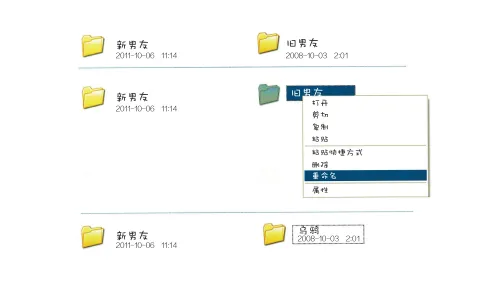 新男友
2011-10-06 11:14
旧男友
2008-10-03 2:01
新男友
2011-10-06 11:14
旧男友
打开
剪切
复制
粘贴
粘贴快捷方式
删除
重命名
属性
新男友
2011-10-06 11:14
乌鸦
2008-10-03 2:01